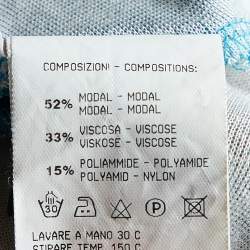 COMPOSIZIONI - COMPOSITIONS:
52% MODAL - MODAL
MODAL - MODAL
33% VISCOSA - VISCOSE
VISKOSE - VISCOSE
15% POLIAMMIDE - POLYAMIDE
POLYAMID - NYLON
30
LAVARE A MANO 30 C
STIRARE TEMP. 150 C